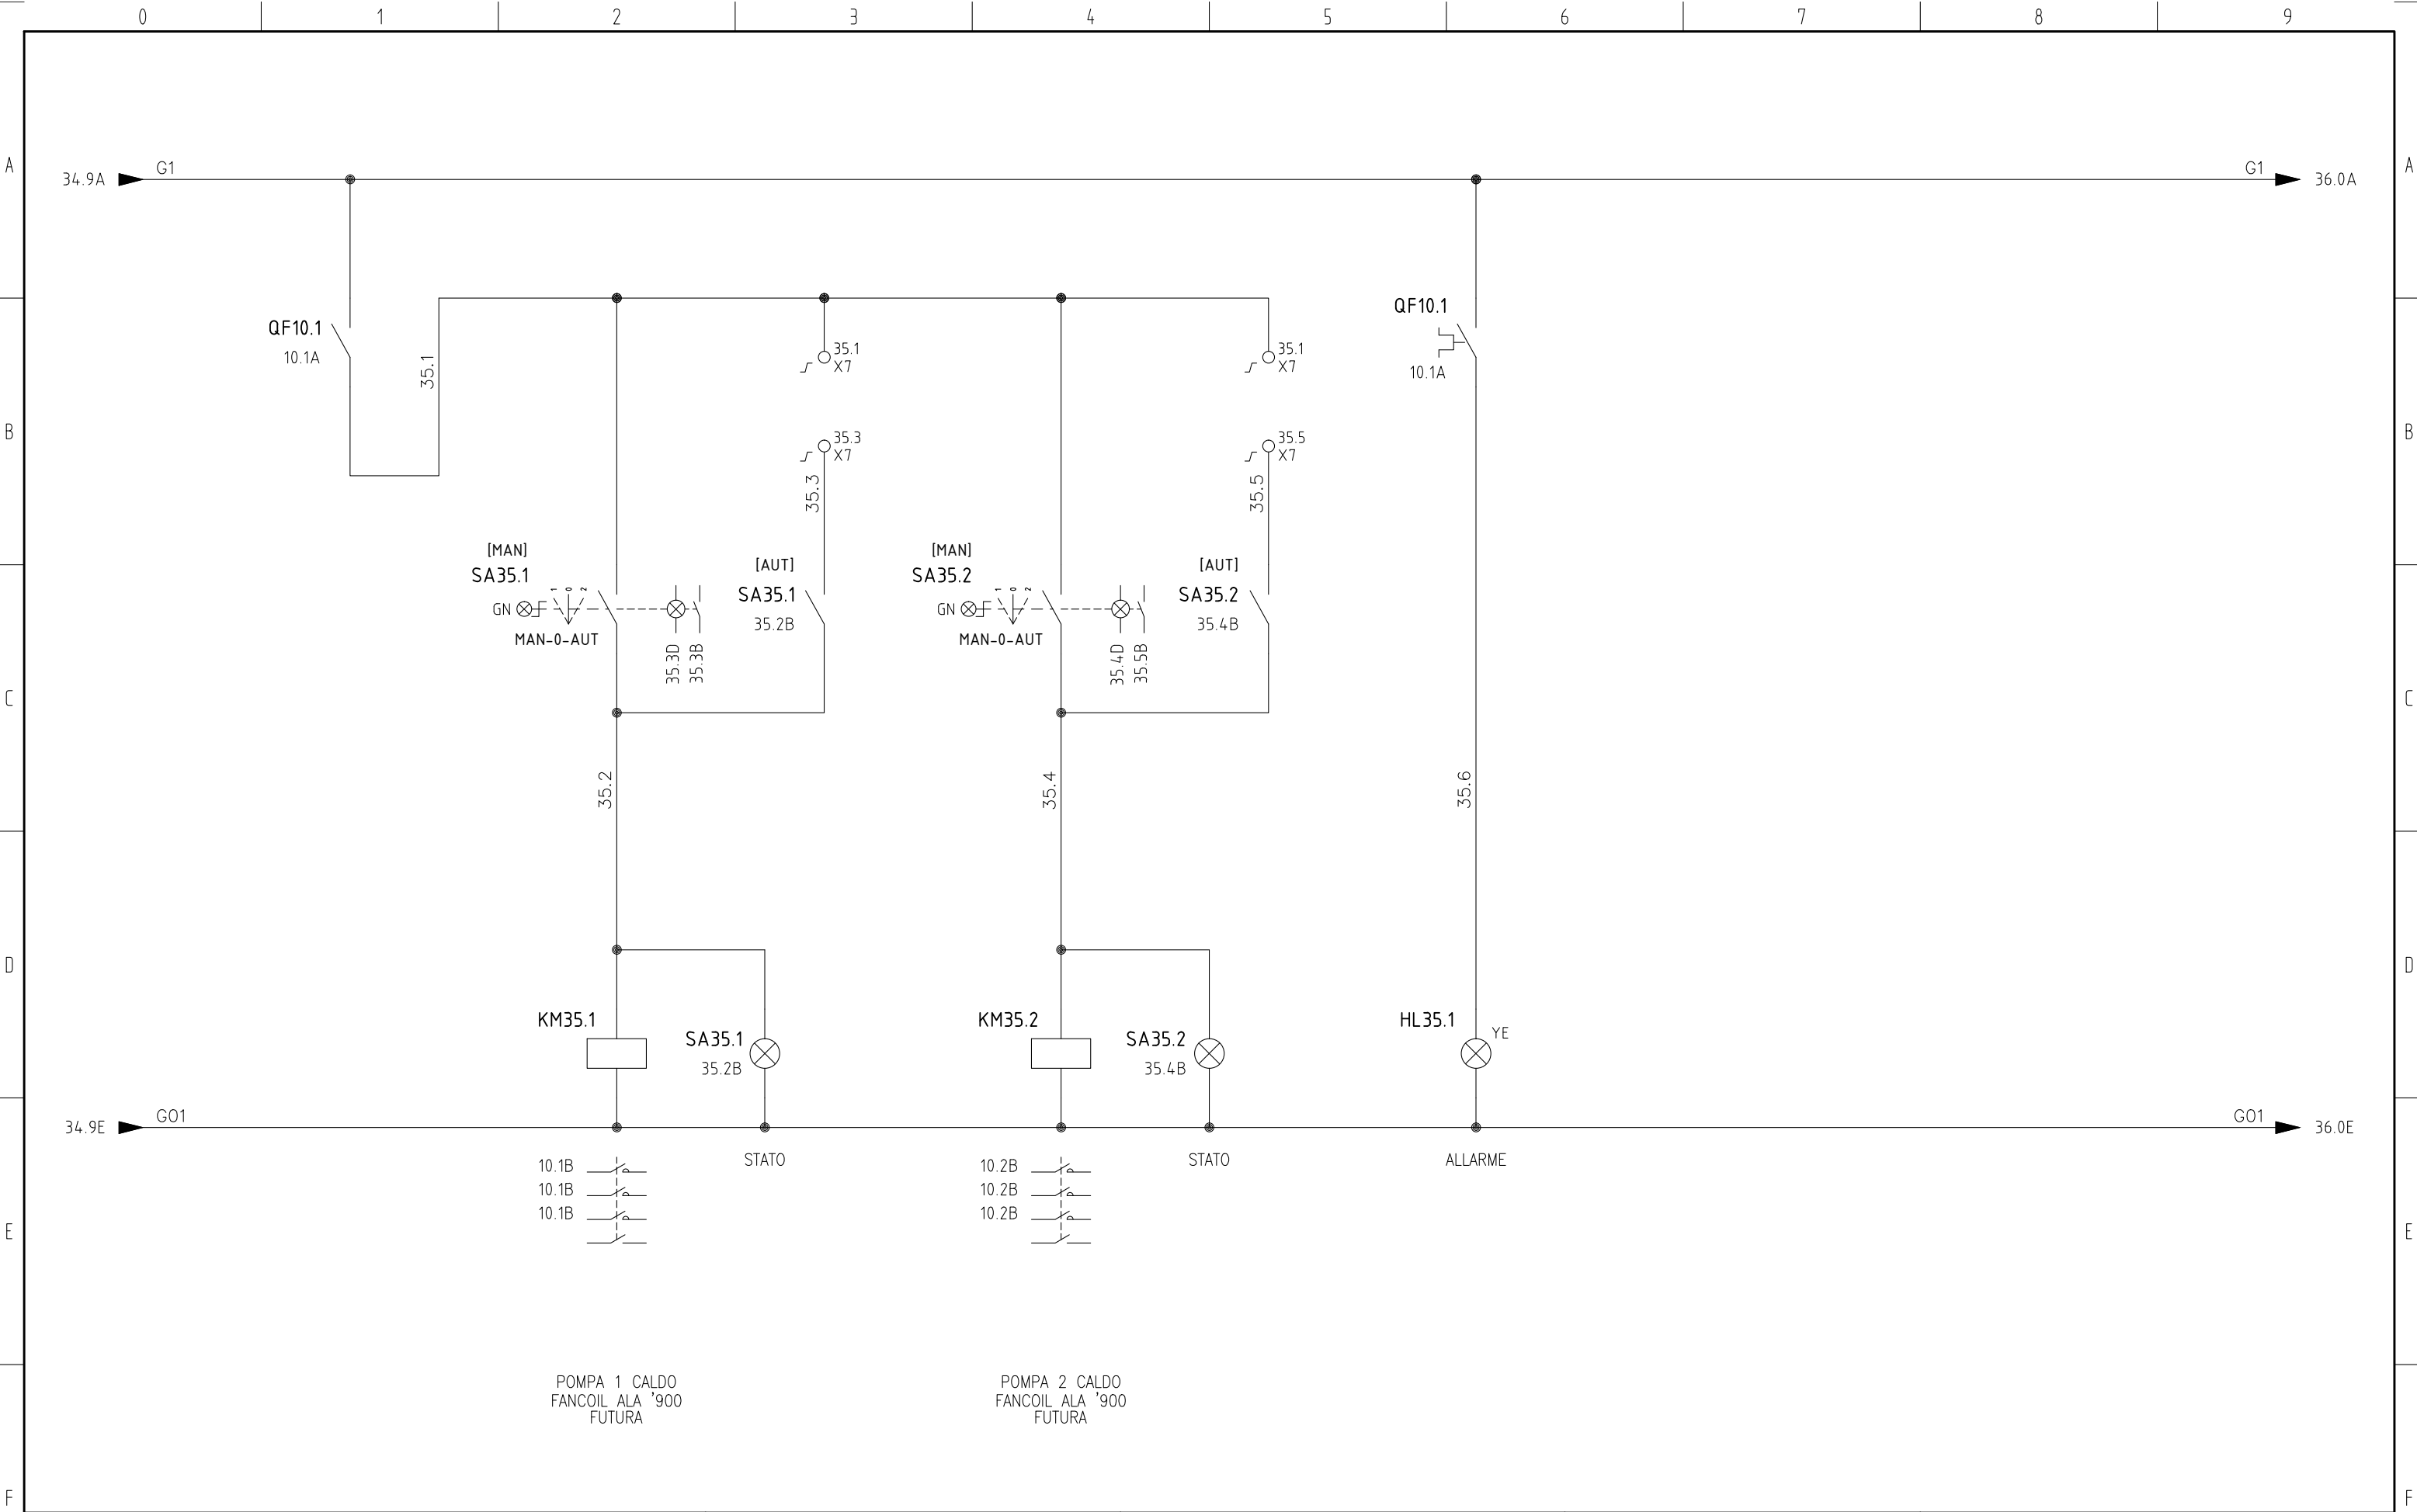 0 1 2 3 4 5 6 7 8 9
A A
34.9A G1 G1 36.0A
QF10.1
10.1A
35.1
35.1
X7
35.1
X7
QF10.1
10.1A
B B
35.3
X7
35.3
35.5
X7
35.5
[MAN]
SA35.1
GN
1 0 2
MAN-0-AUT
35.3D
35.3B
[AUT]
SA35.1
35.2B
[MAN]
SA35.2
GN
1 0 2
MAN-0-AUT
35.4D
35.5B
[AUT]
SA35.2
35.4B
C C
35.2
35.4
35.6
D D
KM35.1
SA35.1
35.2B
KM35.2
SA35.2
35.4B
HL35.1
YE
34.9E G01 G01 36.0E
STATO STATO ALLARME
10.1B
10.1B
10.1B
10.2B
10.2B
10.2B
E E
POMPA 1 CALDO
FANCOIL ALA '900
FUTURA
POMPA 2 CALDO
FANCOIL ALA '900
FUTURA
F F